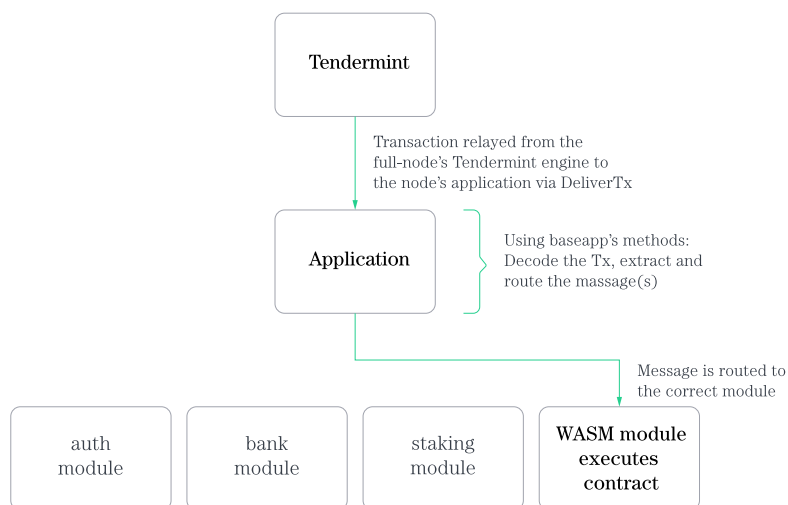 Tendermint
Transaction relayed from the
full-node's Tendermint engine to
the node's application via DeliverTx
Application
Using baseapp's methods:
Decode the Tx, extract and
route the massage(s)
Message is routed to
the correct module
auth
module
bank
module
staking
module
WASM module
executes
contract